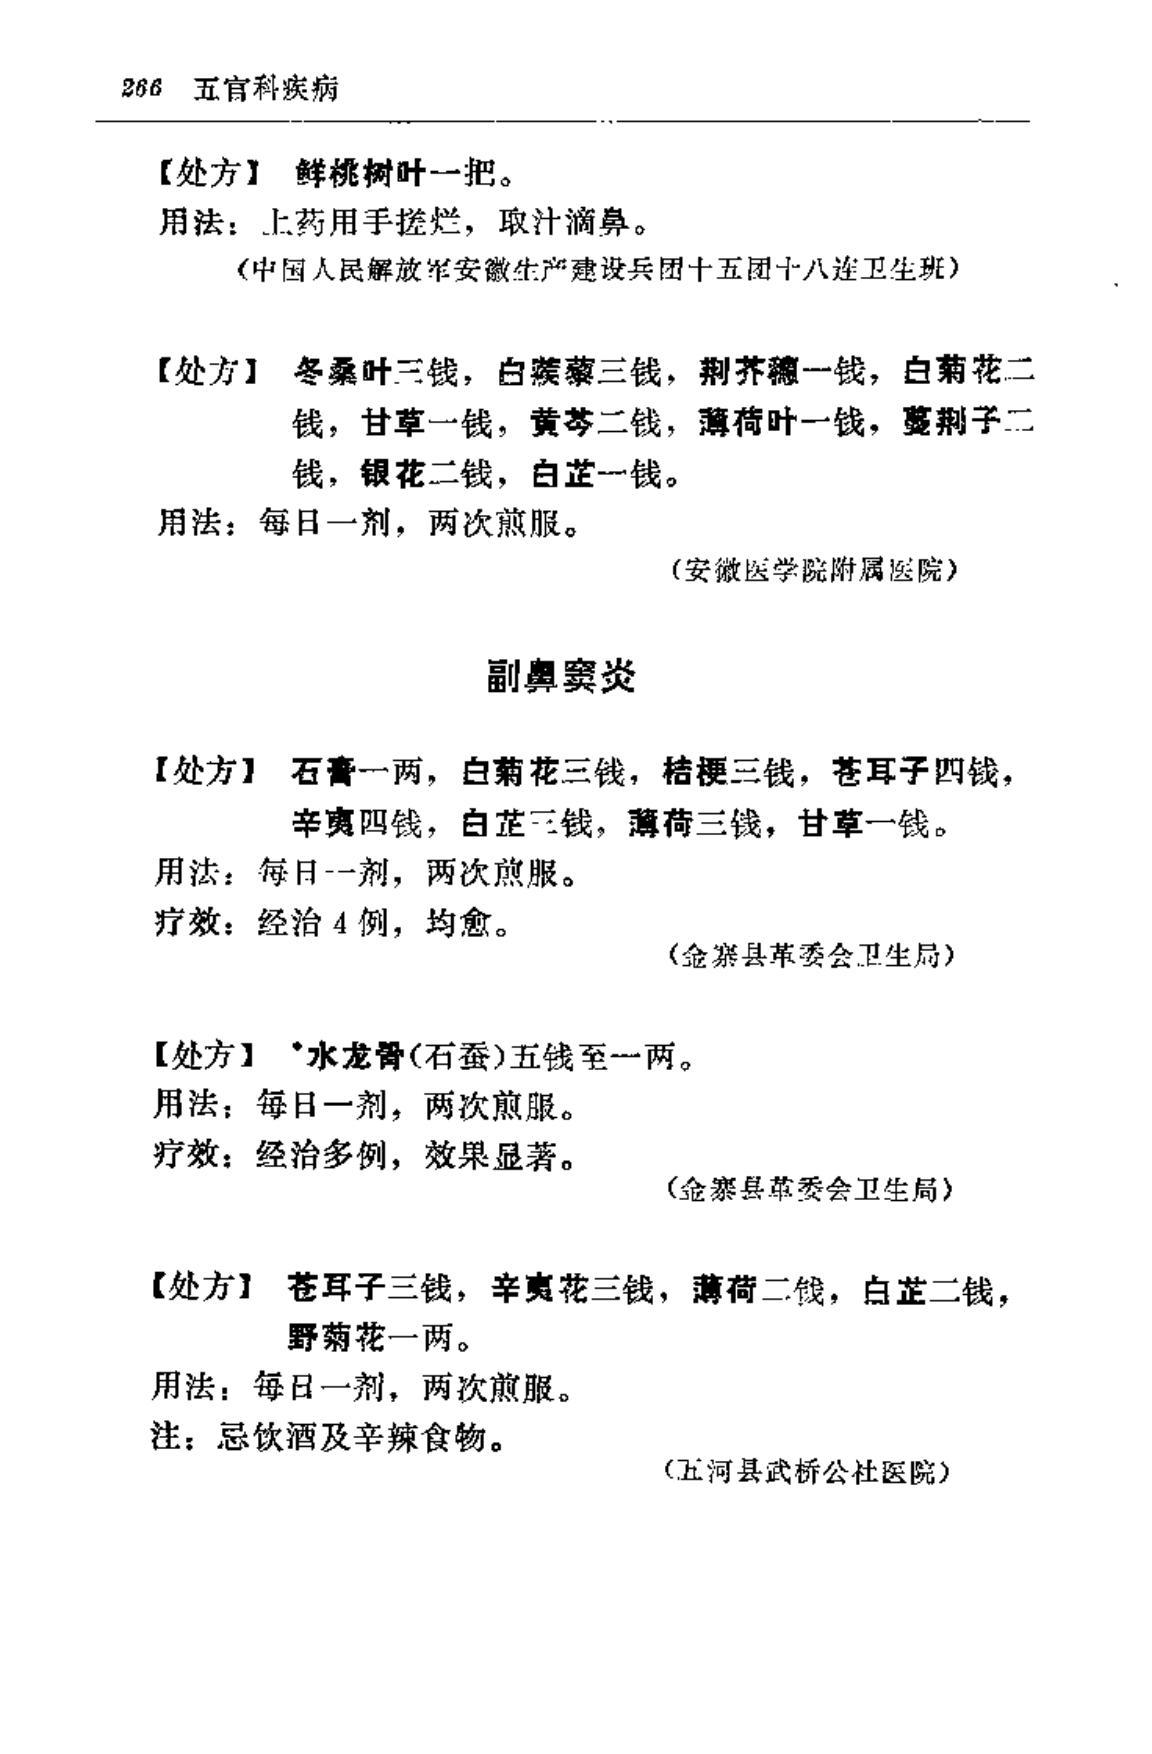 266 五官科疾病
【处方】 鲜桃树叶一把。
用法：上药用手搓烂，取汁滴鼻。
（中国人民解放军安徽生产建设兵团十五团十八连卫生班）
【处方】 冬桑叶三钱，白蒺藜三钱，荆芥穗一钱，白菊花二
钱，甘草一钱，黄芩二钱，薄荷叶一钱，蔓荆子二
钱，银花二钱，白芷一钱。
用法：每日一剂，两次煎服。
（安徽医学院附属医院）
副鼻窦炎
【处方】 石膏一两，白菊花三钱，桔梗三钱，苍耳子四钱，
辛夷四钱，白芷三钱，薄荷三钱，甘草一钱。
用法：每日一剂，两次煎服。
疗效：经治4例，均愈。
（金寨县革委会卫生局）
【处方】 *水龙骨(石蚕)五钱至一两。
用法：每日一剂，两次煎服。
疗效：经治多例，效果显著。
（金寨县革委会卫生局）
【处方】 苍耳子三钱，辛夷花三钱，薄荷二钱，白芷二钱，
野菊花一两。
用法：每日一剂，两次煎服。
注：忌饮酒及辛辣食物。
（五河县武桥公社医院）